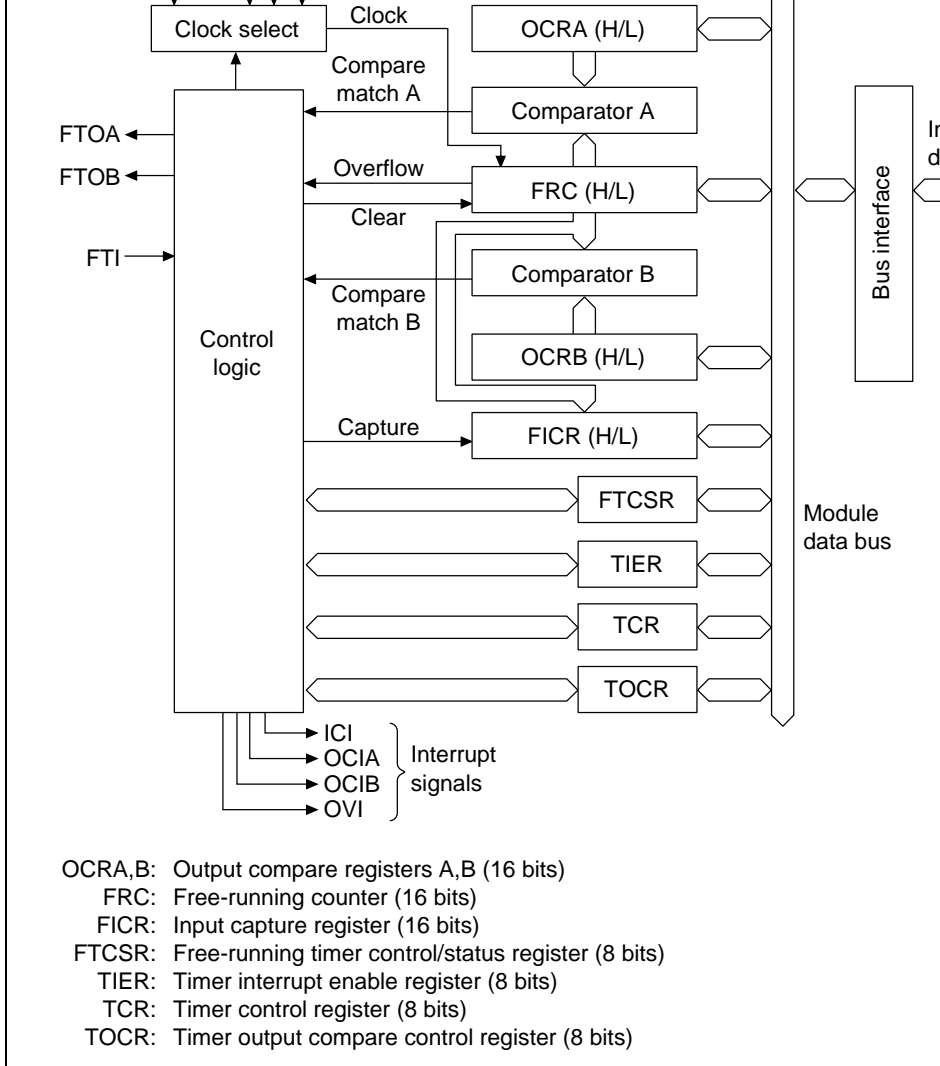 Clock select
Clock
OCRA (H/L)
Compare
match A
Comparator A
FTOA
FTOB
Overflow
FRC (H/L)
Clear
FTI
Bus interface
Comparator B
Compare
match B
Control
logic
OCRB (H/L)
Capture
FICR (H/L)
FTCSR
Module
data bus
TIER
TCR
TOCR
ICI
OCIA
OCIB
OVI
Interrupt
signals
OCRA,B: Output compare registers A,B (16 bits)
FRC: Free-running counter (16 bits)
FICR: Input capture register (16 bits)
FTCSR: Free-running timer control/status register (8 bits)
TIER: Timer interrupt enable register (8 bits)
TCR: Timer control register (8 bits)
TOCR: Timer output compare control register (8 bits)